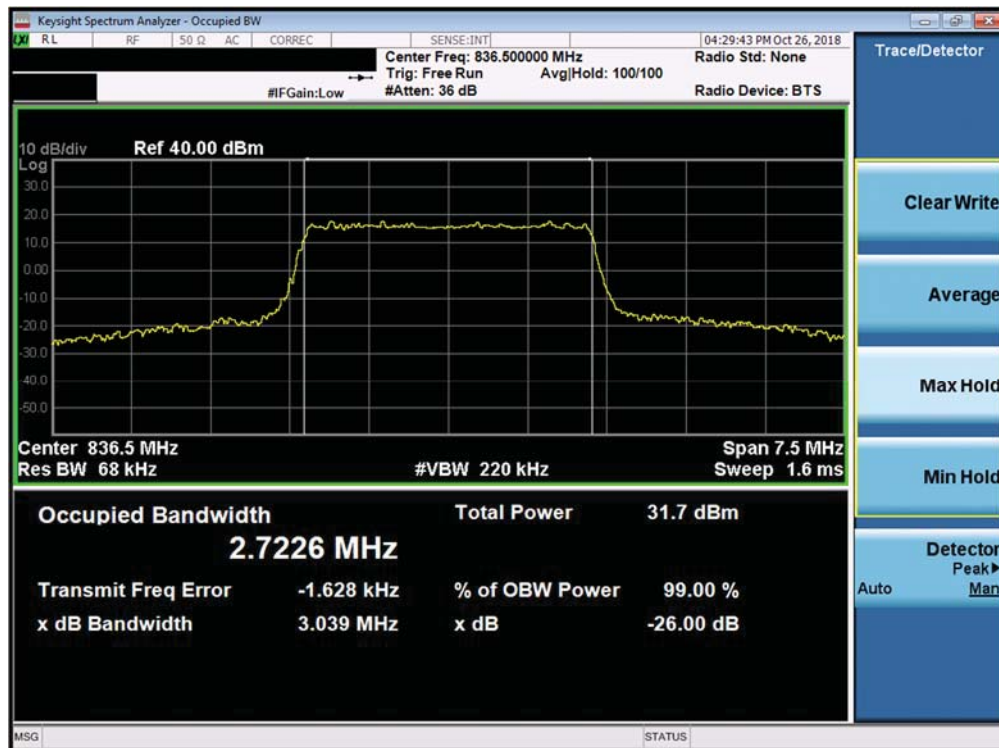 Keysight Spectrum Analyzer - Occupied BW
LXI RL RF 50 Ω AC CORREC SENSE:INT 04:29:43 PM Oct 26, 2018
Center Freq: 836.500000 MHz Radio Std: None
Trig: Free Run Avg|Hold: 100/100
#IFGain:Low #Atten: 36 dB Radio Device: BTS
Trace/Detector
10 dB/div Ref 40.00 dBm
Log
30.0
20.0
10.0
0.00
-10.0
-20.0
-30.0
-40.0
-50.0
Center 836.5 MHz Span 7.5 MHz
Res BW 68 kHz #VBW 220 kHz Sweep 1.6 ms
Occupied Bandwidth Total Power 31.7 dBm
2.7226 MHz
Transmit Freq Error -1.628 kHz % of OBW Power 99.00 %
x dB Bandwidth 3.039 MHz x dB -26.00 dB
Clear Write
Average
Max Hold
Min Hold
Detector
Peak▶
Auto Man
MSG STATUS